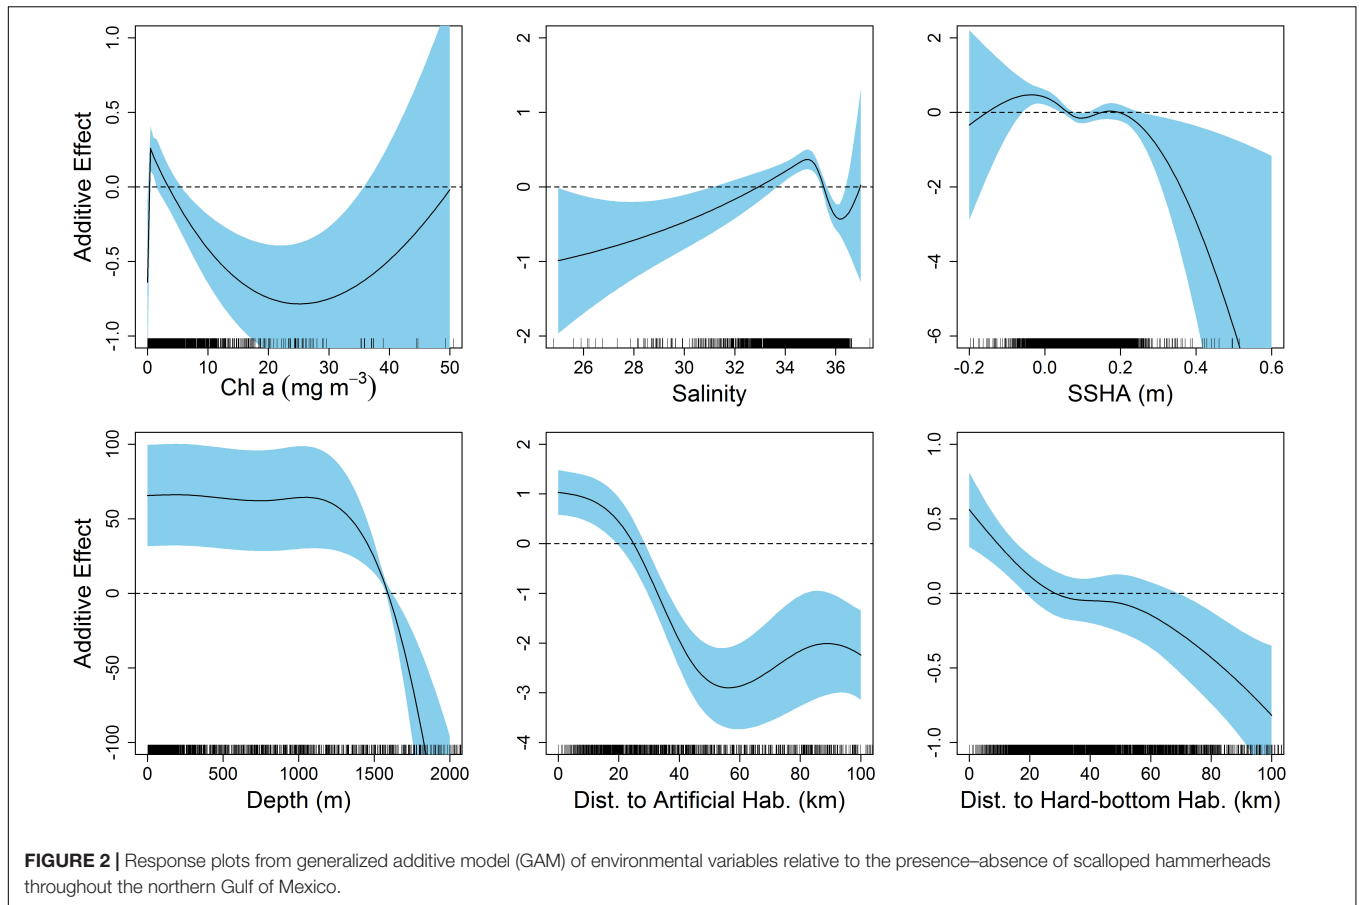 1.0
0.5
0.0
-0.5
-1.0
Additive Effect
0 10 20 30 40 50
Chl a (mg m⁻³)
2
1
0
-1
-2
26 28 30 32 34 36
Salinity
2
0
-2
-4
-6
-0.2 0.0 0.2 0.4 0.6
SSHA (m)
100
50
0
-50
-100
Additive Effect
0 500 1000 1500 2000
Depth (m)
2
1
0
-1
-2
-3
-4
0 20 40 60 80 100
Dist. to Artificial Hab. (km)
1.0
0.5
0.0
-0.5
-1.0
0 20 40 60 80 100
Dist. to Hard-bottom Hab. (km)
FIGURE 2 | Response plots from generalized additive model (GAM) of environmental variables relative to the presence–absence of scalloped hammerheads
throughout the northern Gulf of Mexico.